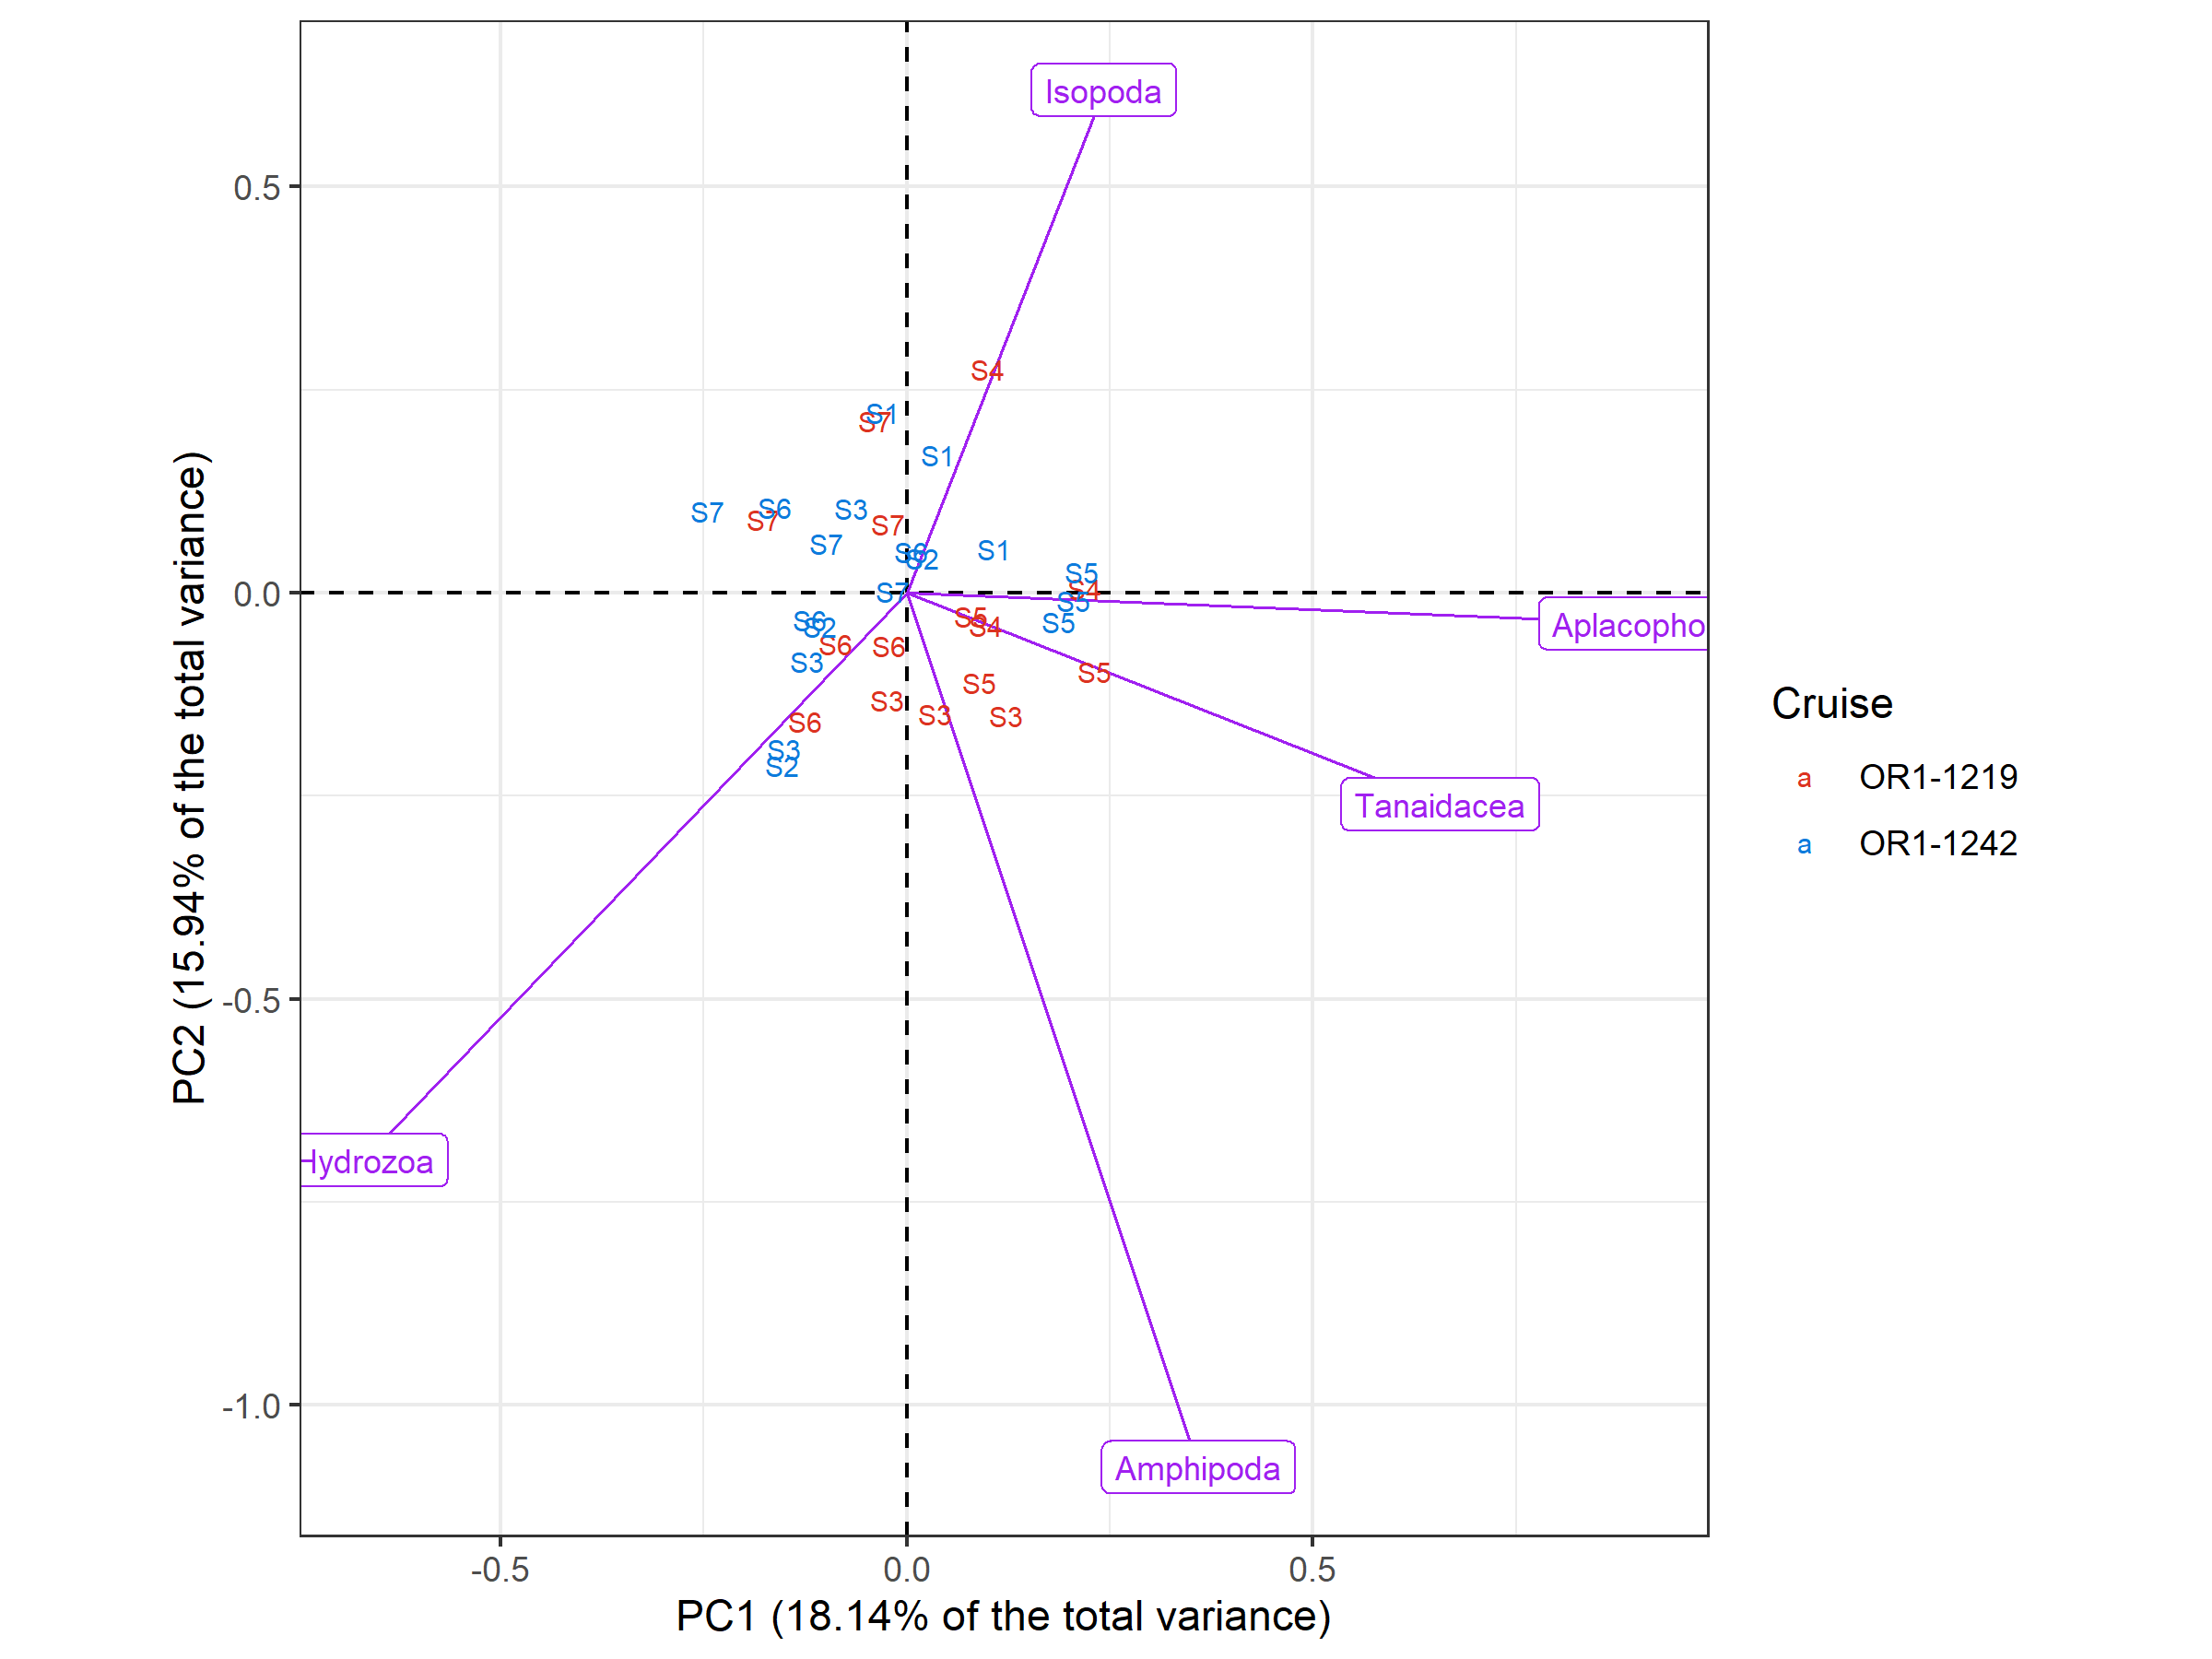 Isopoda
0.5
S4
S1
S7
S1
S7
S6
S7
S3
S7
S7
S2
S1
S5
0.0
S7
S4
S5
S5
S6
S2
S5
S4
S6
S6
S3
Aplacopho
S5
S5
S3
S3
S3
S6
S3
S2
Tanaidacea
PC2 (15.94% of the total variance)
Cruise
a OR1-1219
a OR1-1242
-0.5
Hydrozoa
-1.0
Amphipoda
-0.5
0.0
0.5
PC1 (18.14% of the total variance)